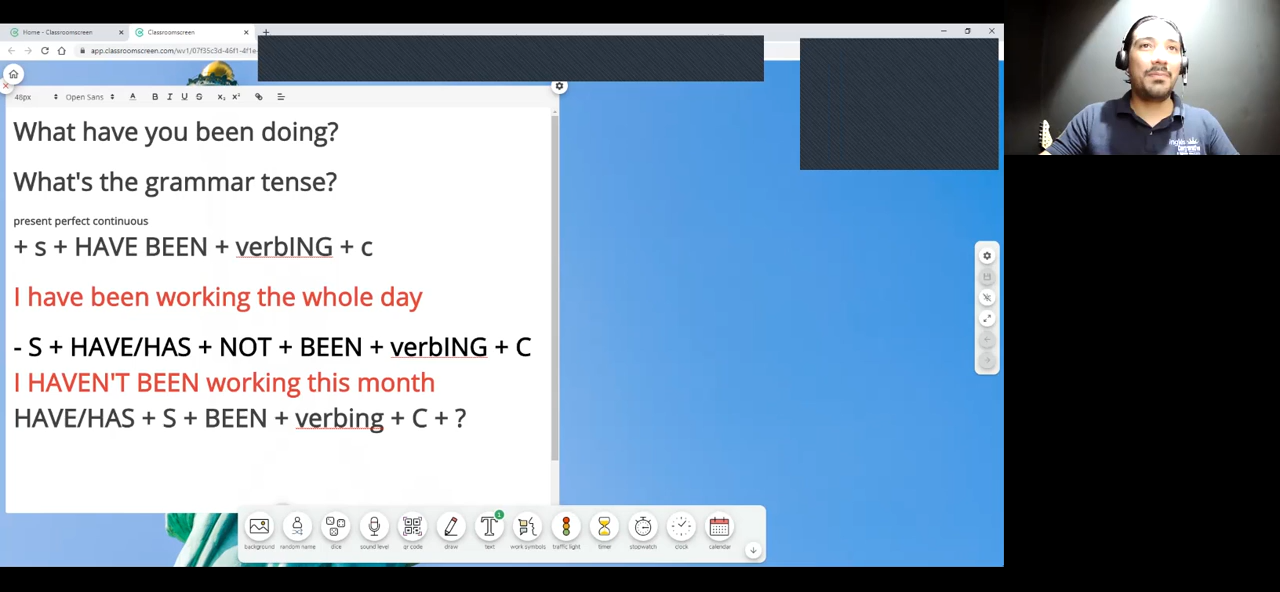 Home - Classroomscreen
Classroomscreen
app.classroomscreen.com/wv1/07f35c3d-46f1-4f1e-
48px
Open Sans
A
B I U S
What have you been doing?
What's the grammar tense?
present perfect continuous
+ s + HAVE BEEN + verbING + c
I have been working the whole day
- S + HAVE/HAS + NOT + BEEN + verbING + C
I HAVEN'T BEEN working this month
HAVE/HAS + S + BEEN + verbing + C + ?
background
random name
dice
sound level
qr code
draw
1
text
work symbols
traffic light
timer
stopwatch
clock
calendar